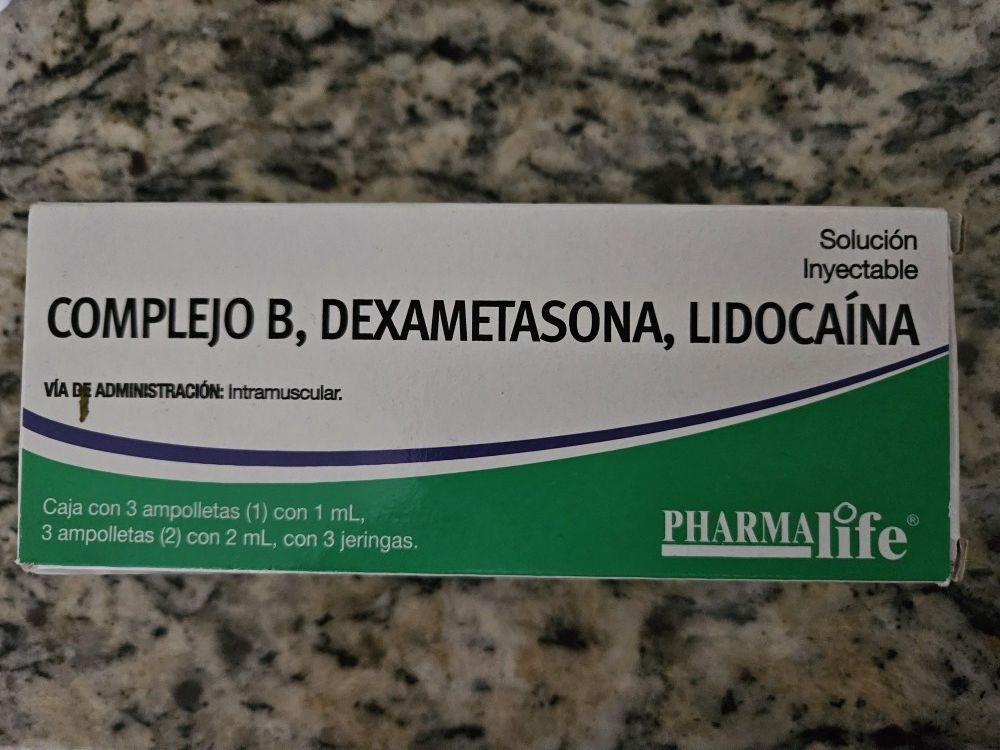 Solución
Inyectable
COMPLEJO B, DEXAMETASONA, LIDOCAÍNA
VÍA DE ADMINISTRACIÓN: Intramuscular.
Caja con 3 ampolletas (1) con 1 mL,
3 ampolletas (2) con 2 mL, con 3 jeringas.
PHARMAlife®